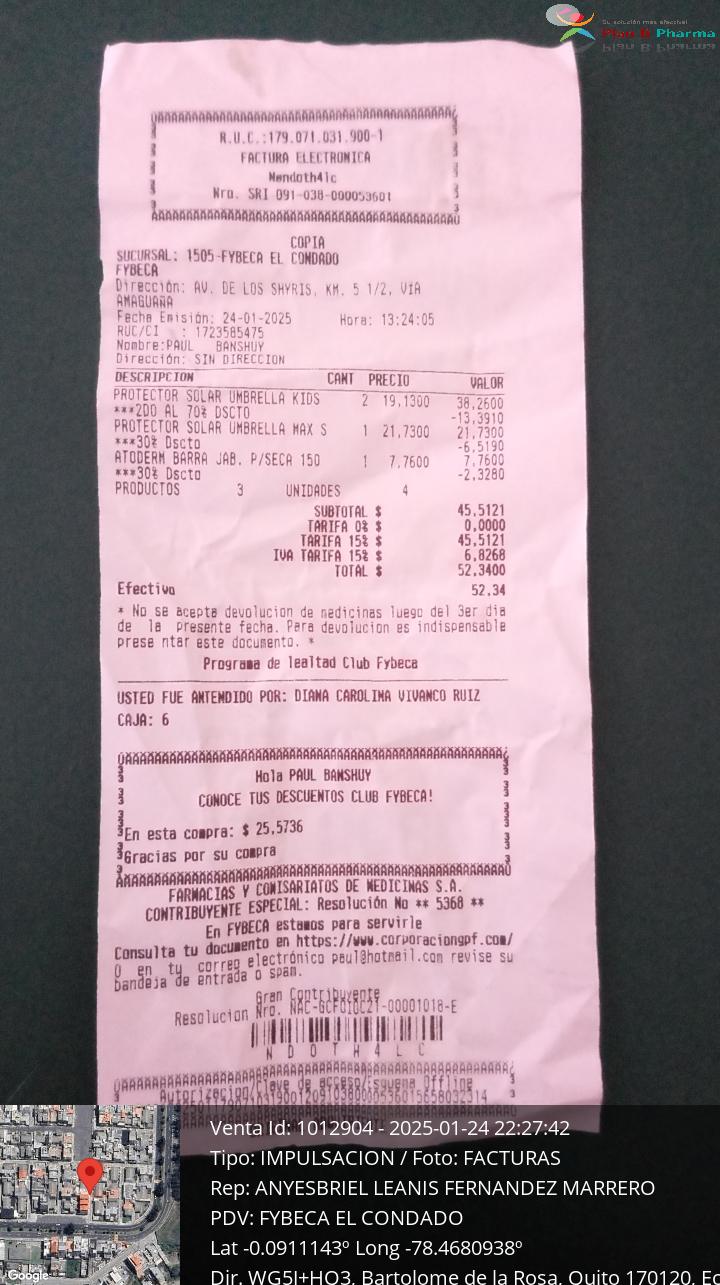 Su solución más efectiva!
Plan B Pharma
R.U.C.:179.071.031.900-1
FACTURA ELECTRONICA
Nendoth4lc
Nro. SRI 091-038-000053601
COPIA
SUCURSAL: 1505-FYBECA EL CONDADO
FYBECA
Dirección: AV. DE LOS SHYRIS, KM. 5 1/2, VÍA
AMAGUAÑA
Fecha Emisión: 24-01-2025 Hora: 13:24:05
RUC/CI : 1723585475
Nombre:PAUL BANSHUY
Dirección: SIN DIRECCION
DESCRIPCION CANT PRECIO VALOR
PROTECTOR SOLAR UMBRELLA KIDS 2 19,1300 38,2600
***2DO AL 70% DSCTO -13,3910
PROTECTOR SOLAR UMBRELLA MAX S 1 21,7300 21,7300
***30% Dscto -6,5190
ATODERM BARRA JAB. P/SECA 150 1 7,7600 7,7600
***30% Dscto -2,3280
PRODUCTOS 3 UNIDADES 4
SUBTOTAL $ 45,5121
TARIFA 0% $ 0,0000
TARIFA 15% $ 45,5121
IVA TARIFA 15% $ 6,8268
TOTAL $ 52,3400
Efectivo 52,34
* No se acepta devolucion de medicinas luego del 3er dia
de la presente fecha. Para devolucion es indispensable
prese ntar este documento. *
Programa de lealtad Club Fybeca
USTED FUE ANTENDIDO POR: DIANA CAROLINA VIVANCO RUIZ
CAJA: 6
Hola PAUL BANSHUY
CONOCE TUS DESCUENTOS CLUB FYBECA!
En esta compra: $ 25,5736
Gracias por su compra
FARMACIAS Y COMISARIATOS DE MEDICINAS S.A.
CONTRIBUYENTE ESPECIAL: Resolución No ** 5368 **
En FYBECA estamos para servirle
Consulta tu documento en https://www.corporaciongpf.com/
O en tu correo electrónico paul@hotmail.com revise su
bandeja de entrada o spam.
Gran Contribuyente
Resolucion Nro. NAC-GCFOIOC21-00001018-E
N D O T H 4 L C
Autorización/Clave de acceso/Esquema Offline
Venta Id: 1012904 - 2025-01-24 22:27:42
Tipo: IMPULSACION / Foto: FACTURAS
Rep: ANYESBRIEL LEANIS FERNANDEZ MARRERO
PDV: FYBECA EL CONDADO
Lat -0.0911143º Long -78.4680938º
Dir. WG5J+HQ3, Bartolome de la Rosa, Quito 170120, E
Google